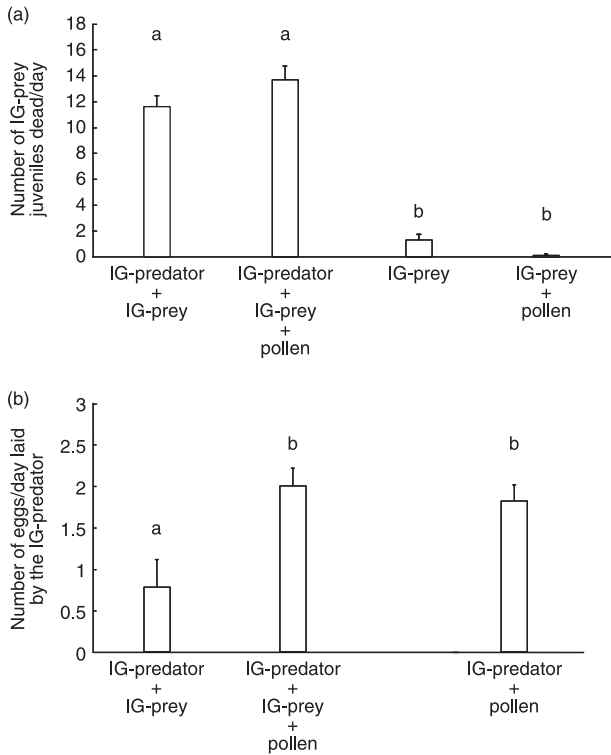 (a)
Number of IG-prey
juveniles dead/day
18
16
14
12
10
8
6
4
2
0
a
a
b
b
IG-predator
+
IG-prey
IG-predator
+
IG-prey
+
pollen
IG-prey
IG-prey
+
pollen
(b)
Number of eggs/day laid
by the IG-predator
3
2.5
2
1.5
1
0.5
0
a
b
b
IG-predator
+
IG-prey
IG-predator
+
IG-prey
+
pollen
IG-predator
+
pollen